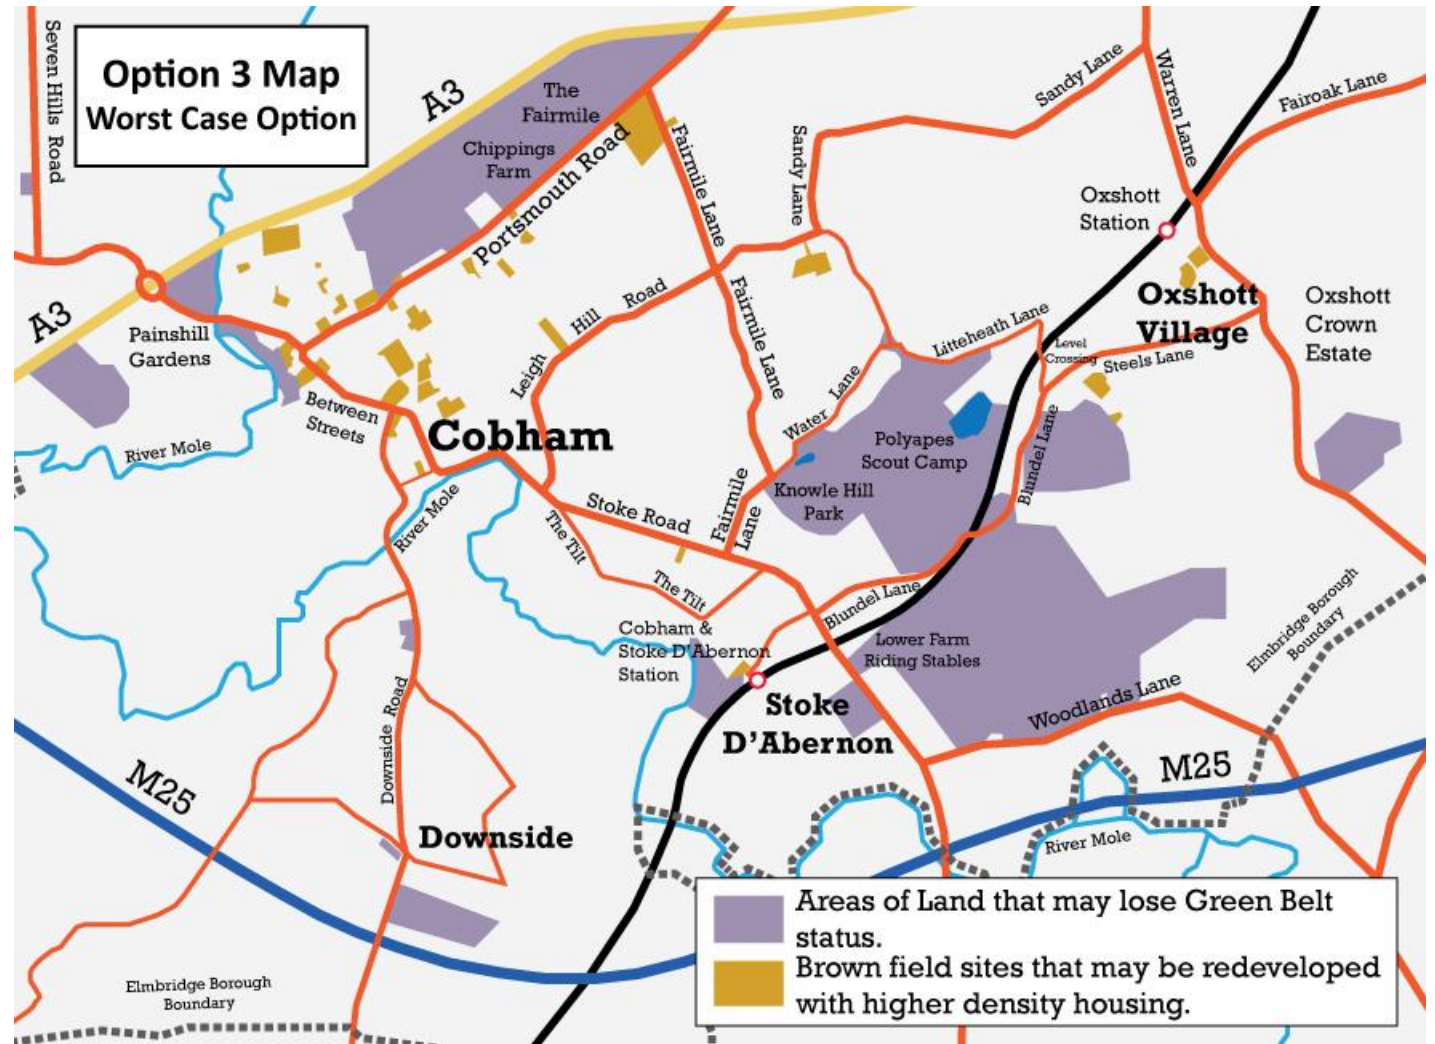 Option 3 Map
Worst Case Option
Seven Hills Road
A3
The
Fairmile
Chippings
Farm
Portsmouth Road
Fairmile Lane
Sandy Lane
Sandy Lane
Warren Lane
Fairoak Lane
Oxshott
Station
Oxshott
Village
Oxshott
Crown
Estate
A3
Painshill
Gardens
Leigh
Hill
Road
Fairmile Lane
Litteheath Lane
Level
Crossing
Steels Lane
Between
Streets
River Mole
Cobham
Water
Lane
Polyapes
Scout Camp
Blundel Lane
Knowle Hill
Park
River Mole
Stoke Road
Fairmile
Lane
The Tilt
The Tilt
Blundel Lane
Cobham &
Stoke D'Abernon
Station
Lower Farm
Riding Stables
Elmbridge Borough
Boundary
Stoke
D'Abernon
Woodlands Lane
Downside Road
M25
M25
Downside
River Mole
Elmbridge Borough
Boundary
Areas of Land that may lose Green Belt
status.
Brown field sites that may be redeveloped
with higher density housing.